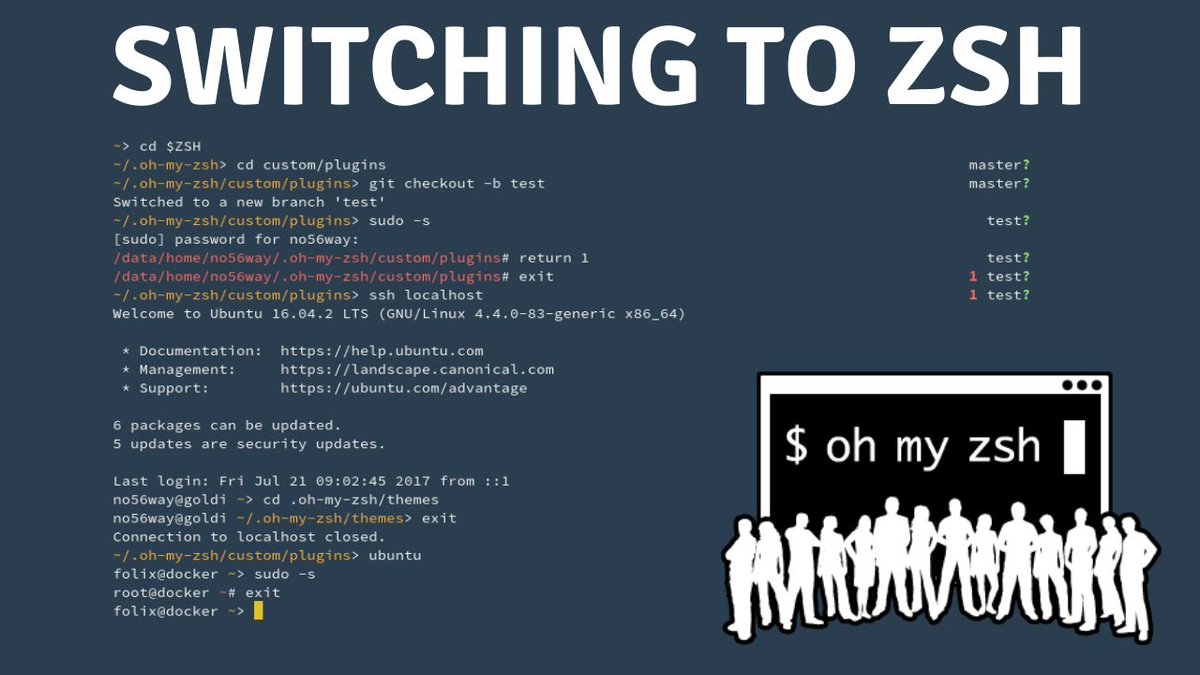 SWITCHING TO ZSH
~> cd $ZSH
~/.oh-my-zsh> cd custom/plugins master?
~/.oh-my-zsh/custom/plugins> git checkout -b test master?
Switched to a new branch 'test'
~/.oh-my-zsh/custom/plugins> sudo -s test?
[sudo] password for no56way:
/data/home/no56way/.oh-my-zsh/custom/plugins# return 1 test?
/data/home/no56way/.oh-my-zsh/custom/plugins# exit 1 test?
~/.oh-my-zsh/custom/plugins> ssh localhost 1 test?
Welcome to Ubuntu 16.04.2 LTS (GNU/Linux 4.4.0-83-generic x86_64)
* Documentation: https://help.ubuntu.com
* Management: https://landscape.canonical.com
* Support: https://ubuntu.com/advantage
6 packages can be updated.
5 updates are security updates.
Last login: Fri Jul 21 09:02:45 2017 from ::1
no56way@goldi ~> cd .oh-my-zsh/themes
no56way@goldi ~/.oh-my-zsh/themes> exit
Connection to localhost closed.
~/.oh-my-zsh/custom/plugins> ubuntu
folix@docker ~> sudo -s
root@docker ~# exit
folix@docker ~>
$ oh my zsh